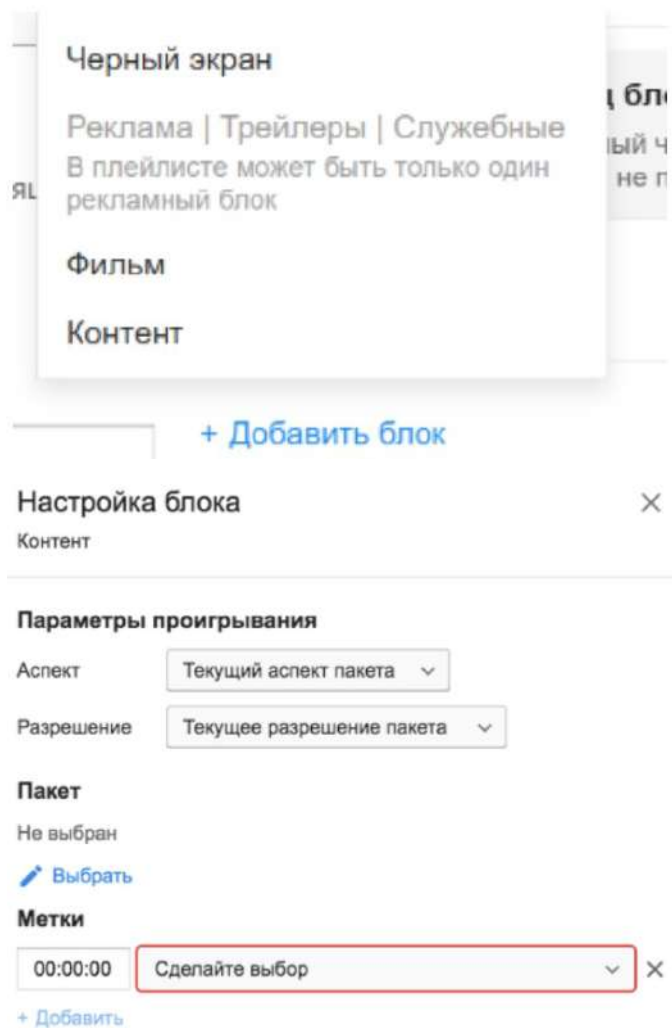 Черный экран
Реклама | Трейлеры | Служебные
В плейлисте может быть только один
рекламный блок
Фильм
Контент
+ Добавить блок
Настройка блока
Контент
Параметры проигрывания
Аспект Текущий аспект пакета
Разрешение Текущее разрешение пакета
Пакет
Не выбран
Выбрать
Метки
00:00:00 Сделайте выбор
+ Добавить